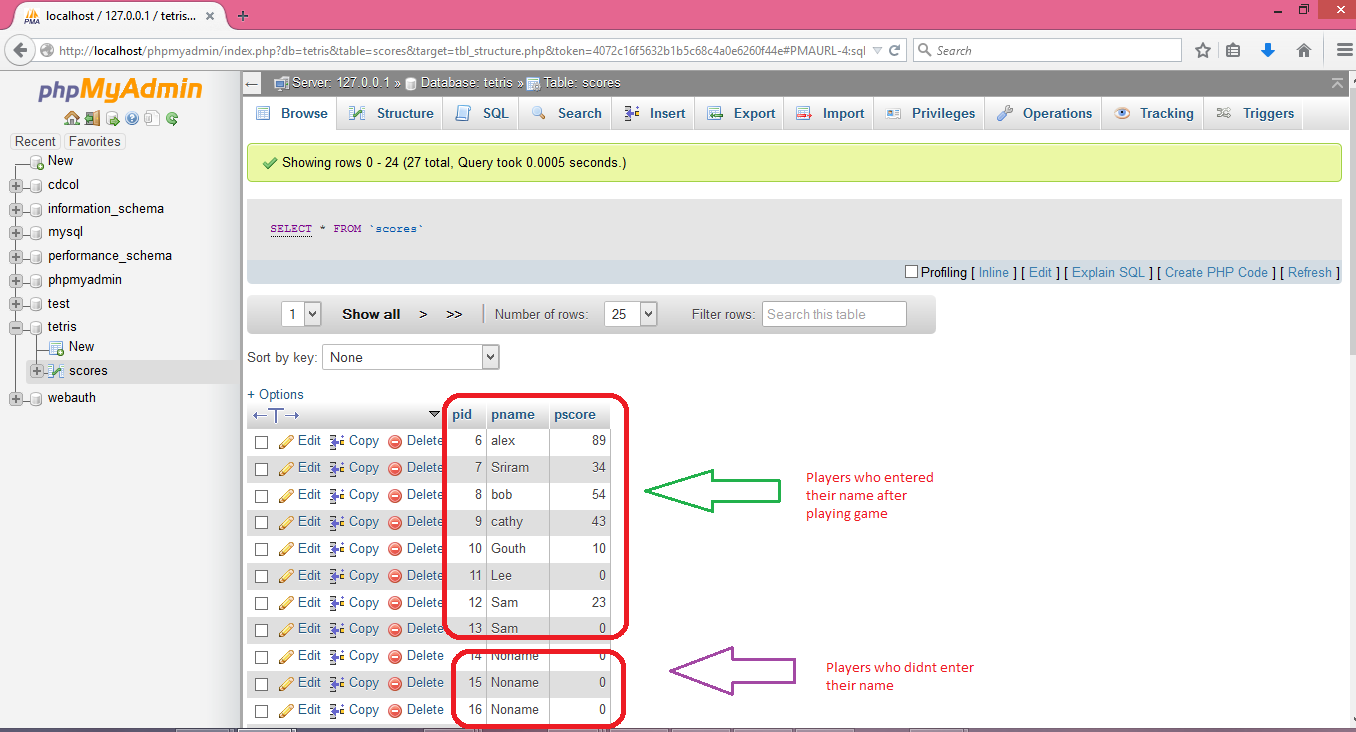 localhost / 127.0.0.1 / tetris...
http://localhost/phpmyadmin/index.php?db=tetris&table=scores&target=tbl_structure.php&token=4072c16f5632b1b5c68c4a0e6260f44e#PMAURL-4:sql
Search
phpMyAdmin
Recent Favorites
New
cdcol
information_schema
mysql
performance_schema
phpmyadmin
test
tetris
New
scores
webauth
Server: 127.0.0.1 » Database: tetris » Table: scores
Browse Structure SQL Search Insert Export Import Privileges Operations Tracking Triggers
Showing rows 0 - 24 (27 total, Query took 0.0005 seconds.)
SELECT * FROM `scores`
Profiling [ Inline ] [ Edit ] [ Explain SQL ] [ Create PHP Code ] [ Refresh ]
1 Show all > >> Number of rows: 25 Filter rows: Search this table
Sort by key: None
+ Options
←T→ pid pname pscore
Edit Copy Delete 6 alex 89
Edit Copy Delete 7 Sriram 34
Edit Copy Delete 8 bob 54
Edit Copy Delete 9 cathy 43
Edit Copy Delete 10 Gouth 10
Edit Copy Delete 11 Lee 0
Edit Copy Delete 12 Sam 23
Edit Copy Delete 13 Sam 0
Edit Copy Delete 14 Noname 0
Edit Copy Delete 15 Noname 0
Edit Copy Delete 16 Noname 0
Players who entered
their name after
playing game
Players who didnt enter
their name